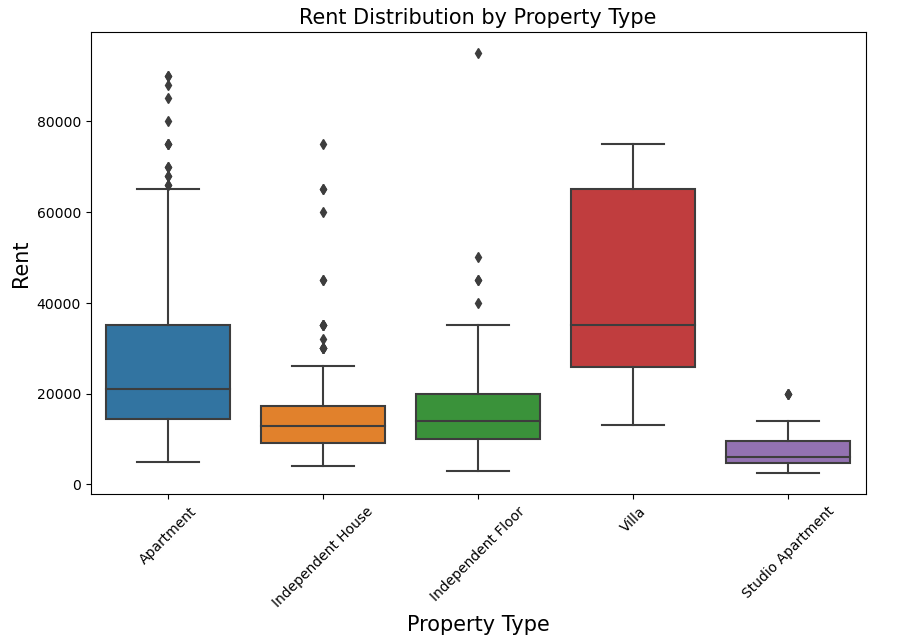 Rent Distribution by Property Type
80000
60000
40000
20000
0
Rent
Apartment
Independent House
Independent Floor
Villa
Studio Apartment
Property Type